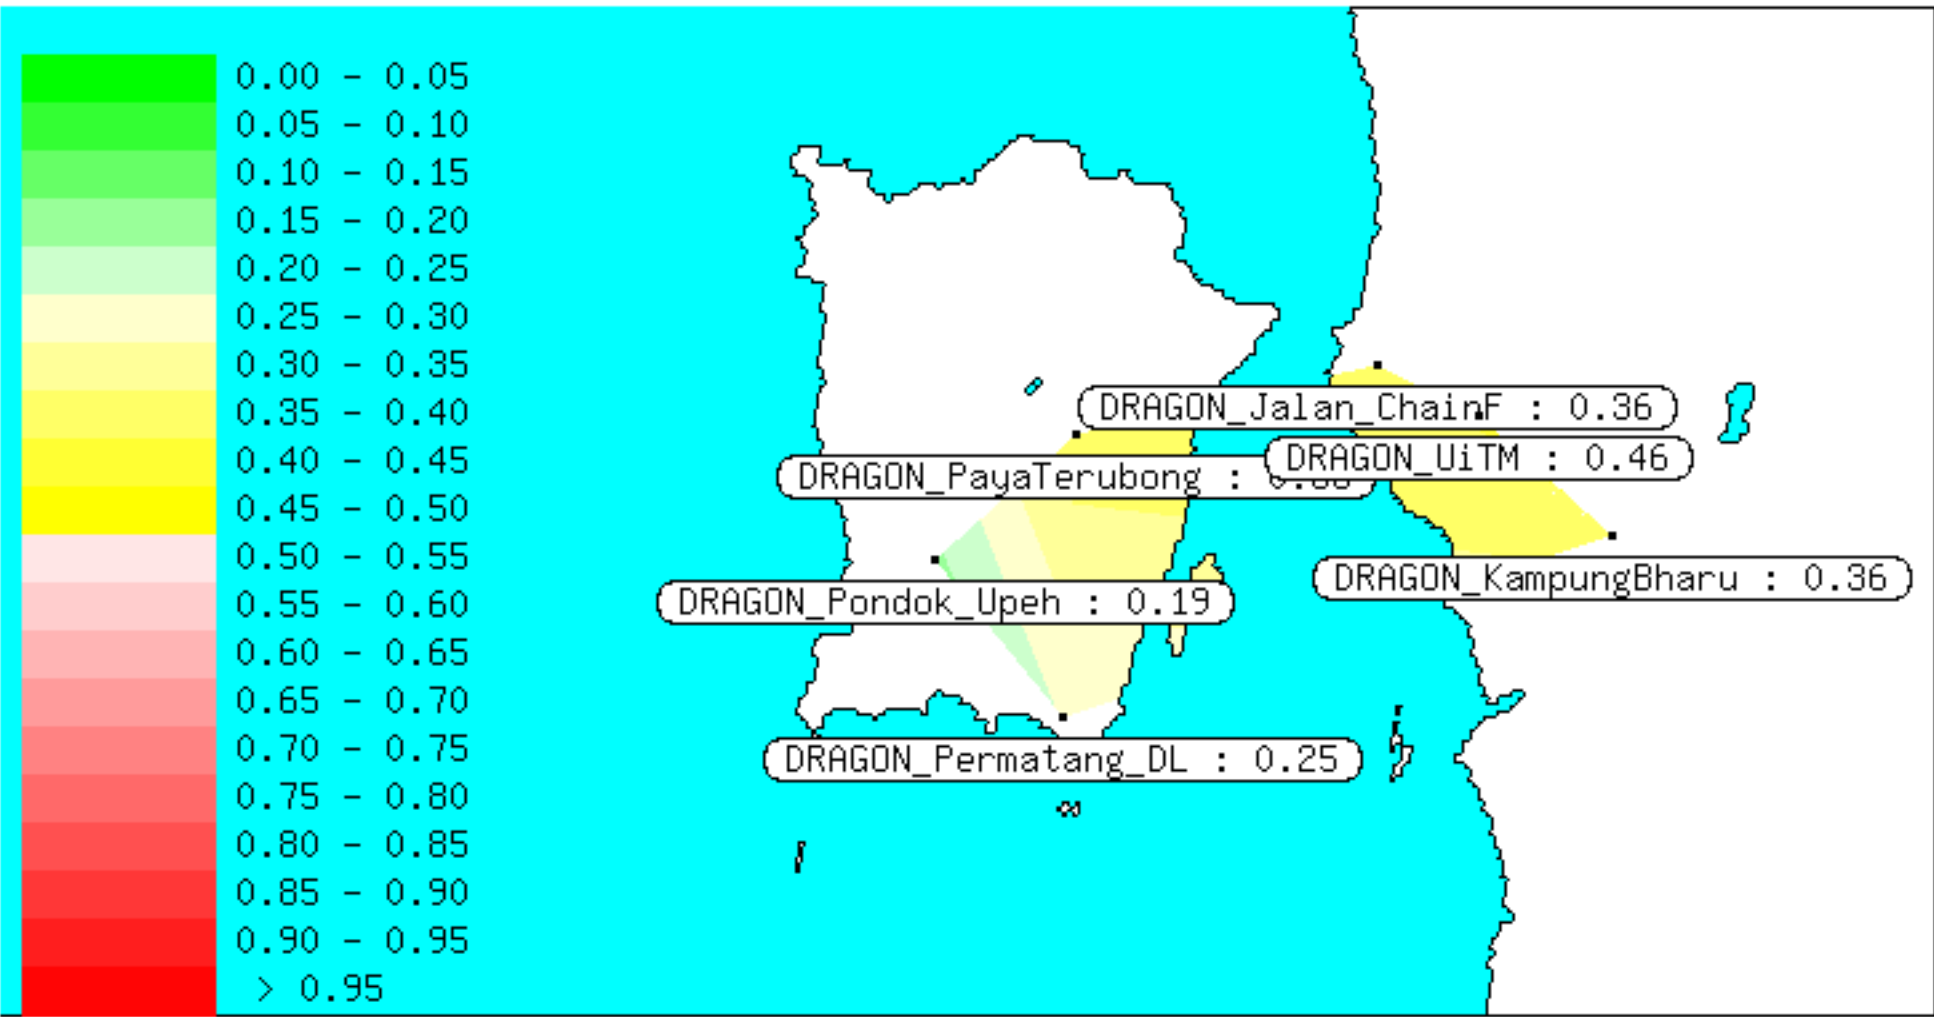 0.00 - 0.05
0.05 - 0.10
0.10 - 0.15
0.15 - 0.20
0.20 - 0.25
0.25 - 0.30
0.30 - 0.35
0.35 - 0.40
0.40 - 0.45
0.45 - 0.50
0.50 - 0.55
0.55 - 0.60
0.60 - 0.65
0.65 - 0.70
0.70 - 0.75
0.75 - 0.80
0.80 - 0.85
0.85 - 0.90
0.90 - 0.95
> 0.95
DRAGON_Jalan_ChainF : 0.36
DRAGON_UiTM : 0.46
DRAGON_PayaTerubong :
DRAGON_KampungBharu : 0.36
DRAGON_Pondok_Upeh : 0.19
DRAGON_Permatang_DL : 0.25